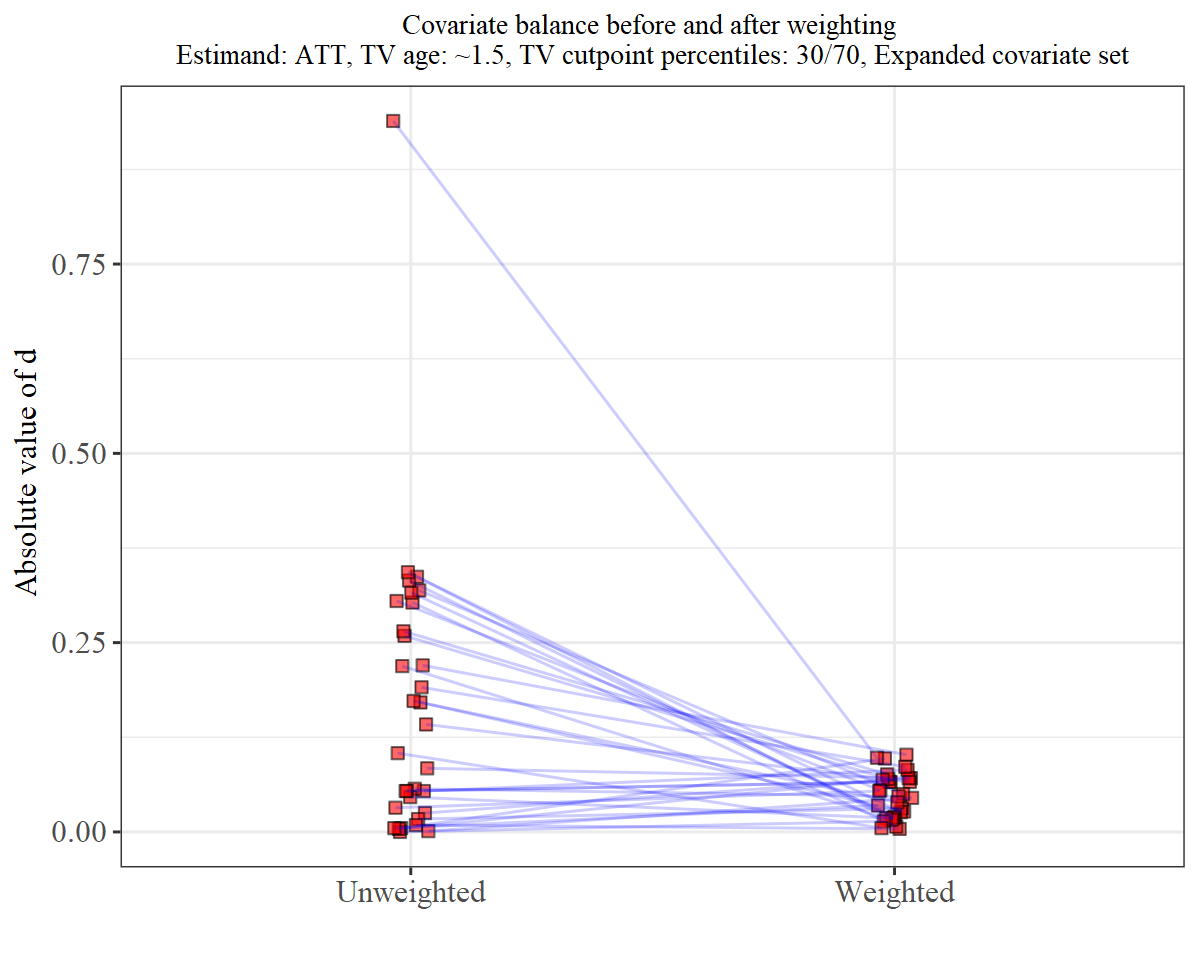 Covariate balance before and after weighting
Estimand: ATT, TV age: ~1.5, TV cutpoint percentiles: 30/70, Expanded covariate set
Absolute value of d
0.75
0.50
0.25
0.00
Unweighted
Weighted